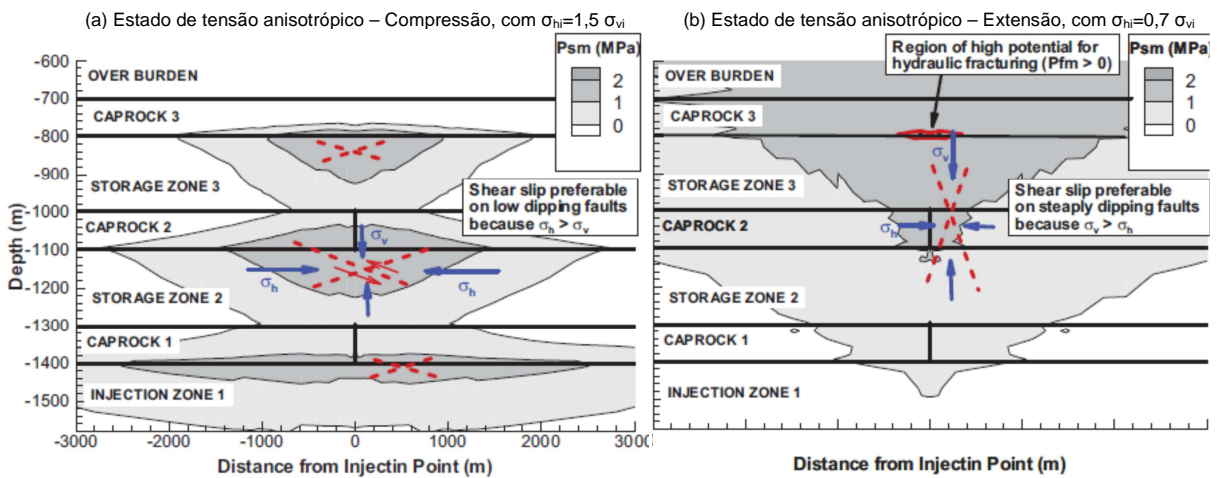 (a) Estado de tensão anisotrópico – Compressão, com σhi=1,5 σvi
Psm (MPa)
2
1
0
-600
-700
-800
-900
-1000
-1100
-1200
-1300
-1400
-1500
Depth (m)
OVER BURDEN
CAPROCK 3
STORAGE ZONE 3
CAPROCK 2
STORAGE ZONE 2
CAPROCK 1
INJECTION ZONE 1
Shear slip preferable
on low dipping faults
because σh > σv
σv
σh
σh
-3000
-2000
-1000
0
1000
2000
3000
Distance from Injectin Point (m)
(b) Estado de tensão anisotrópico – Extensão, com σhi=0,7 σvi
Region of high potential for
hydraulic fracturing (Pfm > 0)
Psm (MPa)
2
1
0
OVER BURDEN
CAPROCK 3
STORAGE ZONE 3
CAPROCK 2
STORAGE ZONE 2
CAPROCK 1
INJECTION ZONE 1
σv
σh
σh
Shear slip preferable
on steaply dipping faults
because σv > σh
Distance from Injectin Point (m)